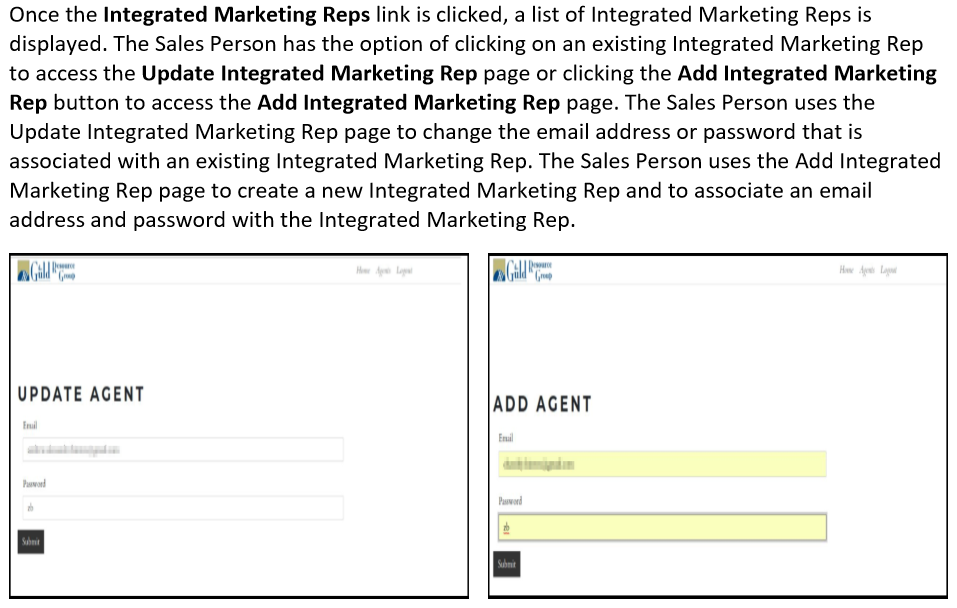 Once the Integrated Marketing Reps link is clicked, a list of Integrated Marketing Reps is
displayed. The Sales Person has the option of clicking on an existing Integrated Marketing Rep
to access the Update Integrated Marketing Rep page or clicking the Add Integrated Marketing
Rep button to access the Add Integrated Marketing Rep page. The Sales Person uses the
Update Integrated Marketing Rep page to change the email address or password that is
associated with an existing Integrated Marketing Rep. The Sales Person uses the Add Integrated
Marketing Rep page to create a new Integrated Marketing Rep and to associate an email
address and password with the Integrated Marketing Rep.
Guild Resource Group
Home Agents Logout
UPDATE AGENT
Email
Password
Submit
Guild Resource Group
Home Agents Logout
ADD AGENT
Email
Password
Submit